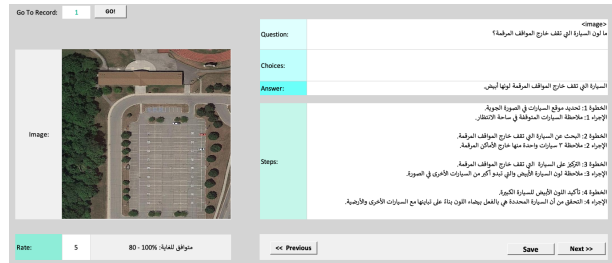 Go To Record:
1
GO!
Image:
Rate:
5
متوافق للغاية: %100 - 80
Question:
<image>
ما لون السيارة التي تقف خارج المواقف المرقمة؟
Choices:
Answer:
السيارة التي تقف خارج المواقف المرقمة لونها أبيض.
Steps:
الخطوة 1: تحديد موقع السيارات في الصورة الجوية.
الإجراء 1: ملاحظة السيارات المتوقفة في ساحة الانتظار.
الخطوة 2: البحث عن السيارة التي تقف خارج المواقف المرقمة.
الإجراء 2: ملاحظة ٣ سيارات واحدة منها خارج الأماكن المرقمة.
الخطوة 3: التركيز على السيارة التي تقف خارج المواقف المرقمة.
الإجراء 3: ملاحظة لون السيارة الأبيض والتي تبدو أكبر من السيارات الأخرى في الصورة.
الخطوة 4: تأكيد اللون الأبيض للسيارة الكبيرة.
الإجراء 4: التحقق من أن السيارة المحددة هي بالفعل بيضاء اللون بناءً على تباينها مع السيارات الأخرى والأرضية.
<< Previous
Save
Next >>